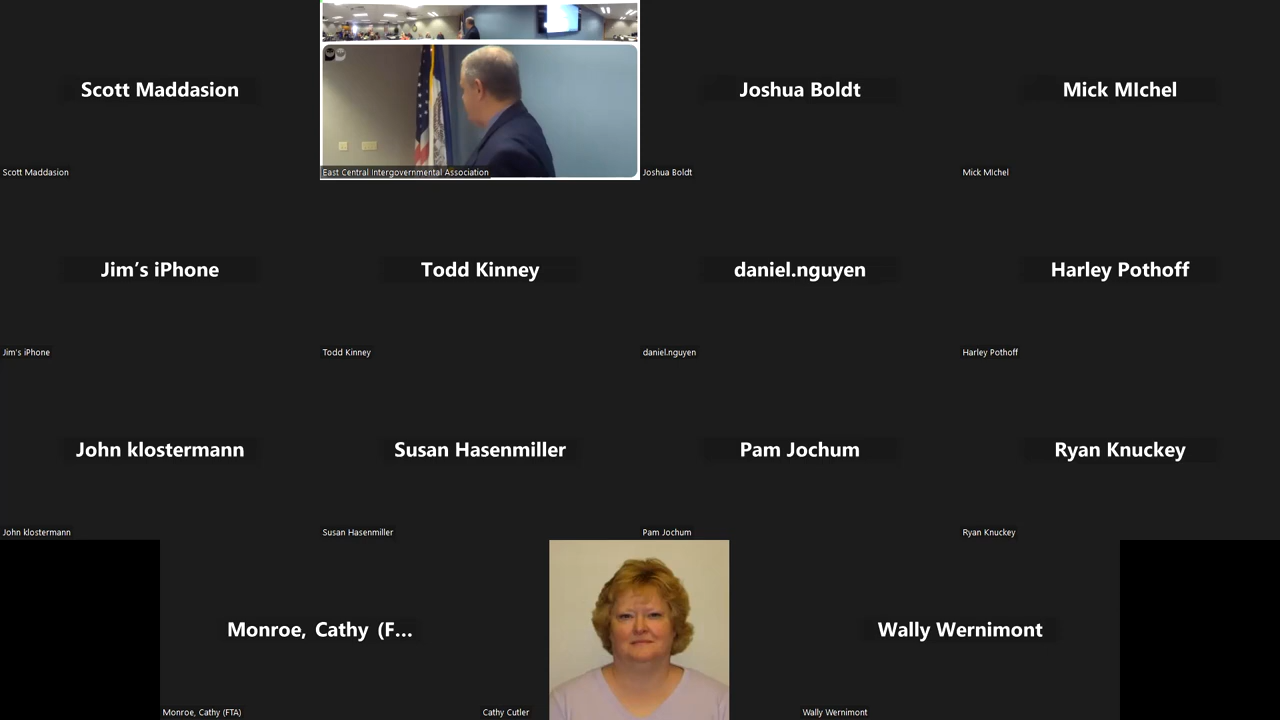 Scott Maddasion
Joshua Boldt
Mick MIchel
Scott Maddasion
East Central Intergovernmental Association
Joshua Boldt
Mick MIchel
Jim’s iPhone
Todd Kinney
daniel.nguyen
Harley Pothoff
Jim's iPhone
Todd Kinney
daniel.nguyen
Harley Pothoff
John klostermann
Susan Hasenmiller
Pam Jochum
Ryan Knuckey
John klostermann
Susan Hasenmiller
Pam Jochum
Ryan Knuckey
Monroe, Cathy (F...
Wally Wernimont
Monroe, Cathy (FTA)
Cathy Cutler
Wally Wernimont